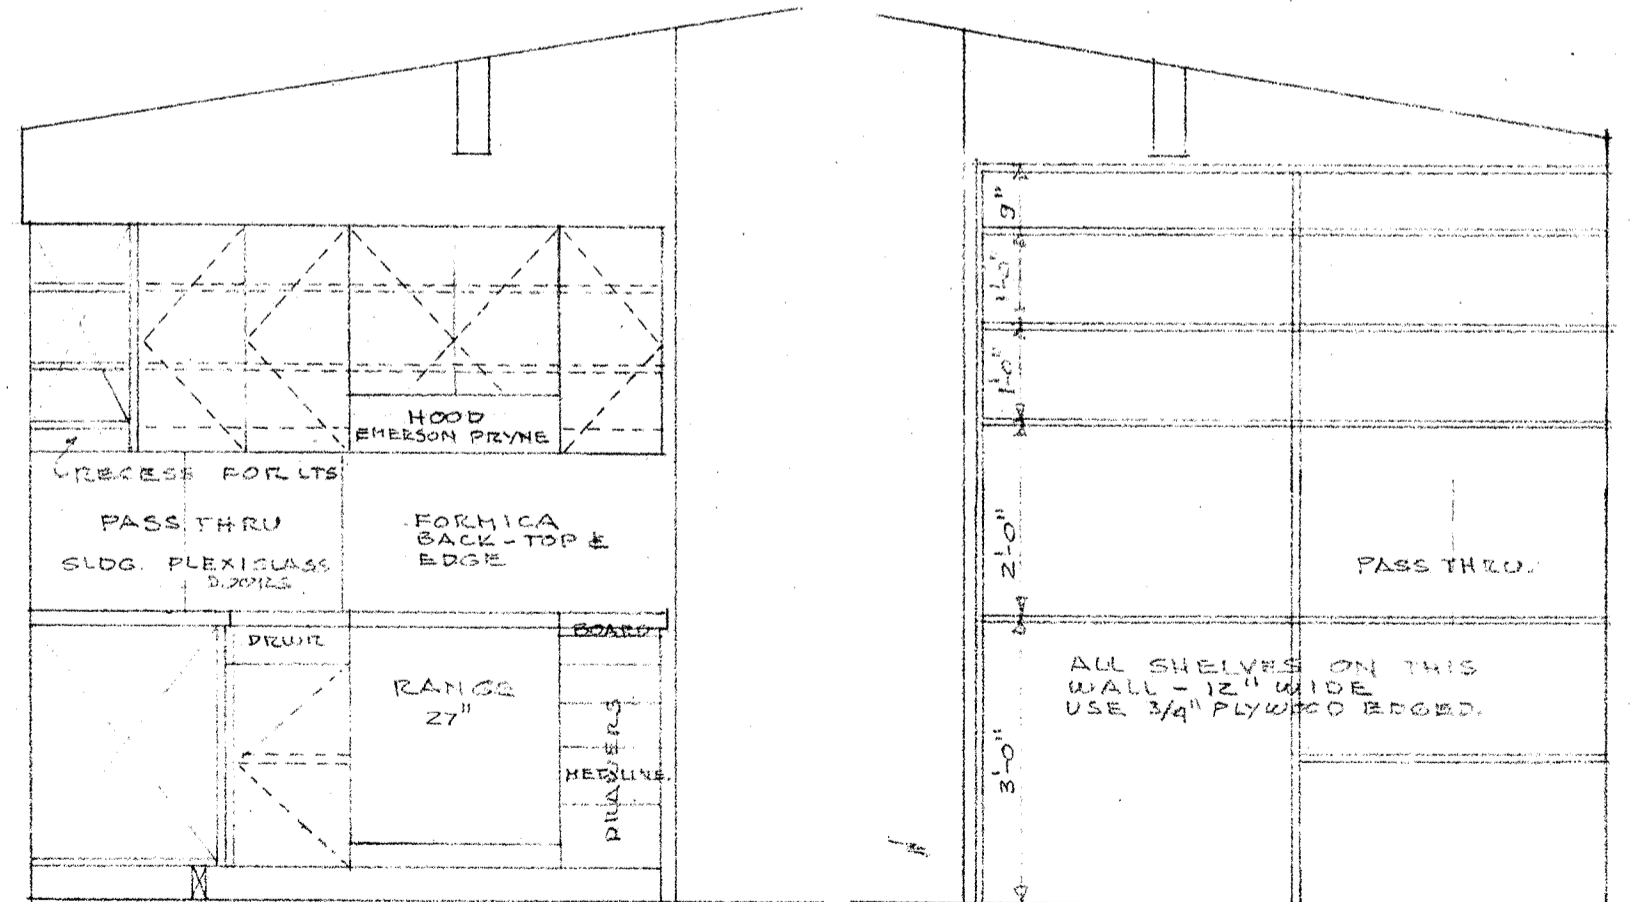 HOOD
EMERSON PRYNE
RECESS FOR LTS
PASS THRU
SLDG. PLEXIGLASS
DOORS
FORMICA
BACK-TOP &
EDGE
DRWR
BOARD
RANGE
27"
METALINE.
DRAWERS
9"
1'-0"
1'-0"
2'-0"
3'-0"
PASS THRU.
ALL SHELVES ON THIS
WALL - 12" WIDE
USE 3/4" PLYWOOD EDGED.